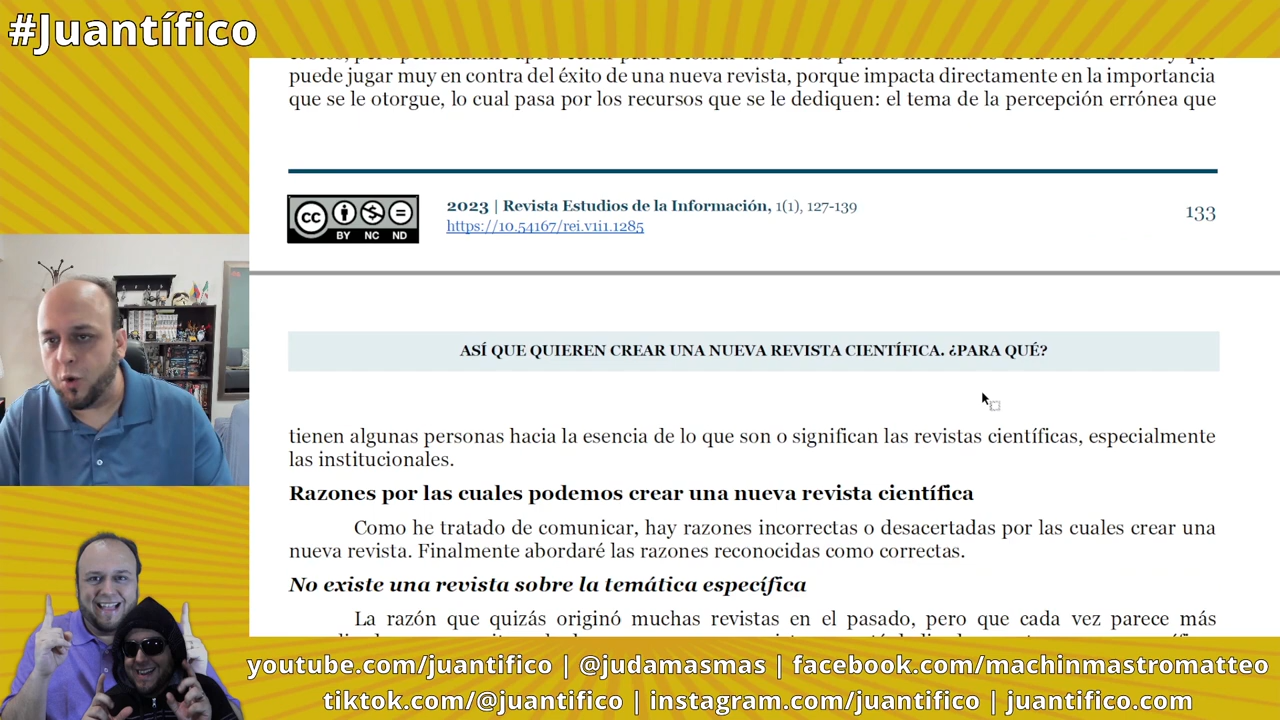 #Juantífico
puede jugar muy en contra del éxito de una nueva revista, porque impacta directamente en la importancia
que se le otorgue, lo cual pasa por los recursos que se le dediquen: el tema de la percepción errónea que
cc BY NC ND
2023 | Revista Estudios de la Información, 1(1), 127-139
https://10.54167/rei.v1i1.1285
133
ASÍ QUE QUIEREN CREAR UNA NUEVA REVISTA CIENTÍFICA. ¿PARA QUÉ?
tienen algunas personas hacia la esencia de lo que son o significan las revistas científicas, especialmente
las institucionales.
Razones por las cuales podemos crear una nueva revista científica
Como he tratado de comunicar, hay razones incorrectas o desacertadas por las cuales crear una
nueva revista. Finalmente abordaré las razones reconocidas como correctas.
No existe una revista sobre la temática específica
La razón que quizás originó muchas revistas en el pasado, pero que cada vez parece más
youtube.com/juantifico | @judamasmas | facebook.com/machinmastromatteo
tiktok.com/@juantifico | instagram.com/juantifico | juantifico.com